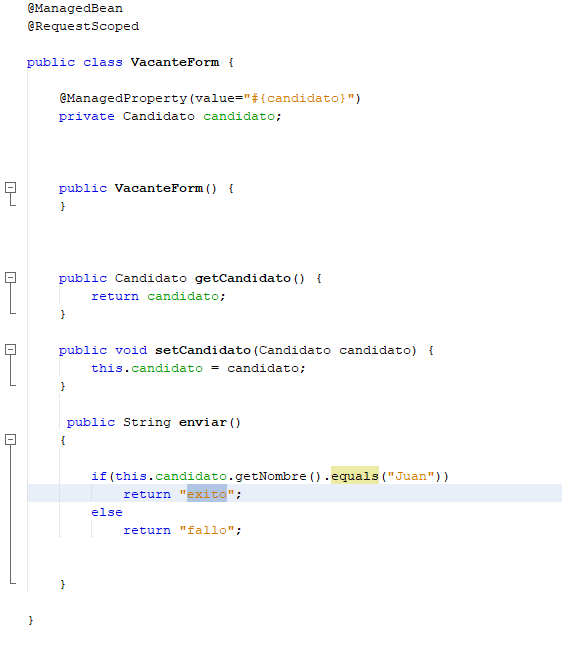 @ManagedBean
@RequestScoped
public class VacanteForm {
@ManagedProperty(value="#{candidato}")
private Candidato candidato;
public VacanteForm() {
}
public Candidato getCandidato() {
return candidato;
}
public void setCandidato(Candidato candidato) {
this.candidato = candidato;
}
public String enviar()
{
if(this.candidato.getNombre().equals("Juan"))
return "exito";
else
return "fallo";
}
}